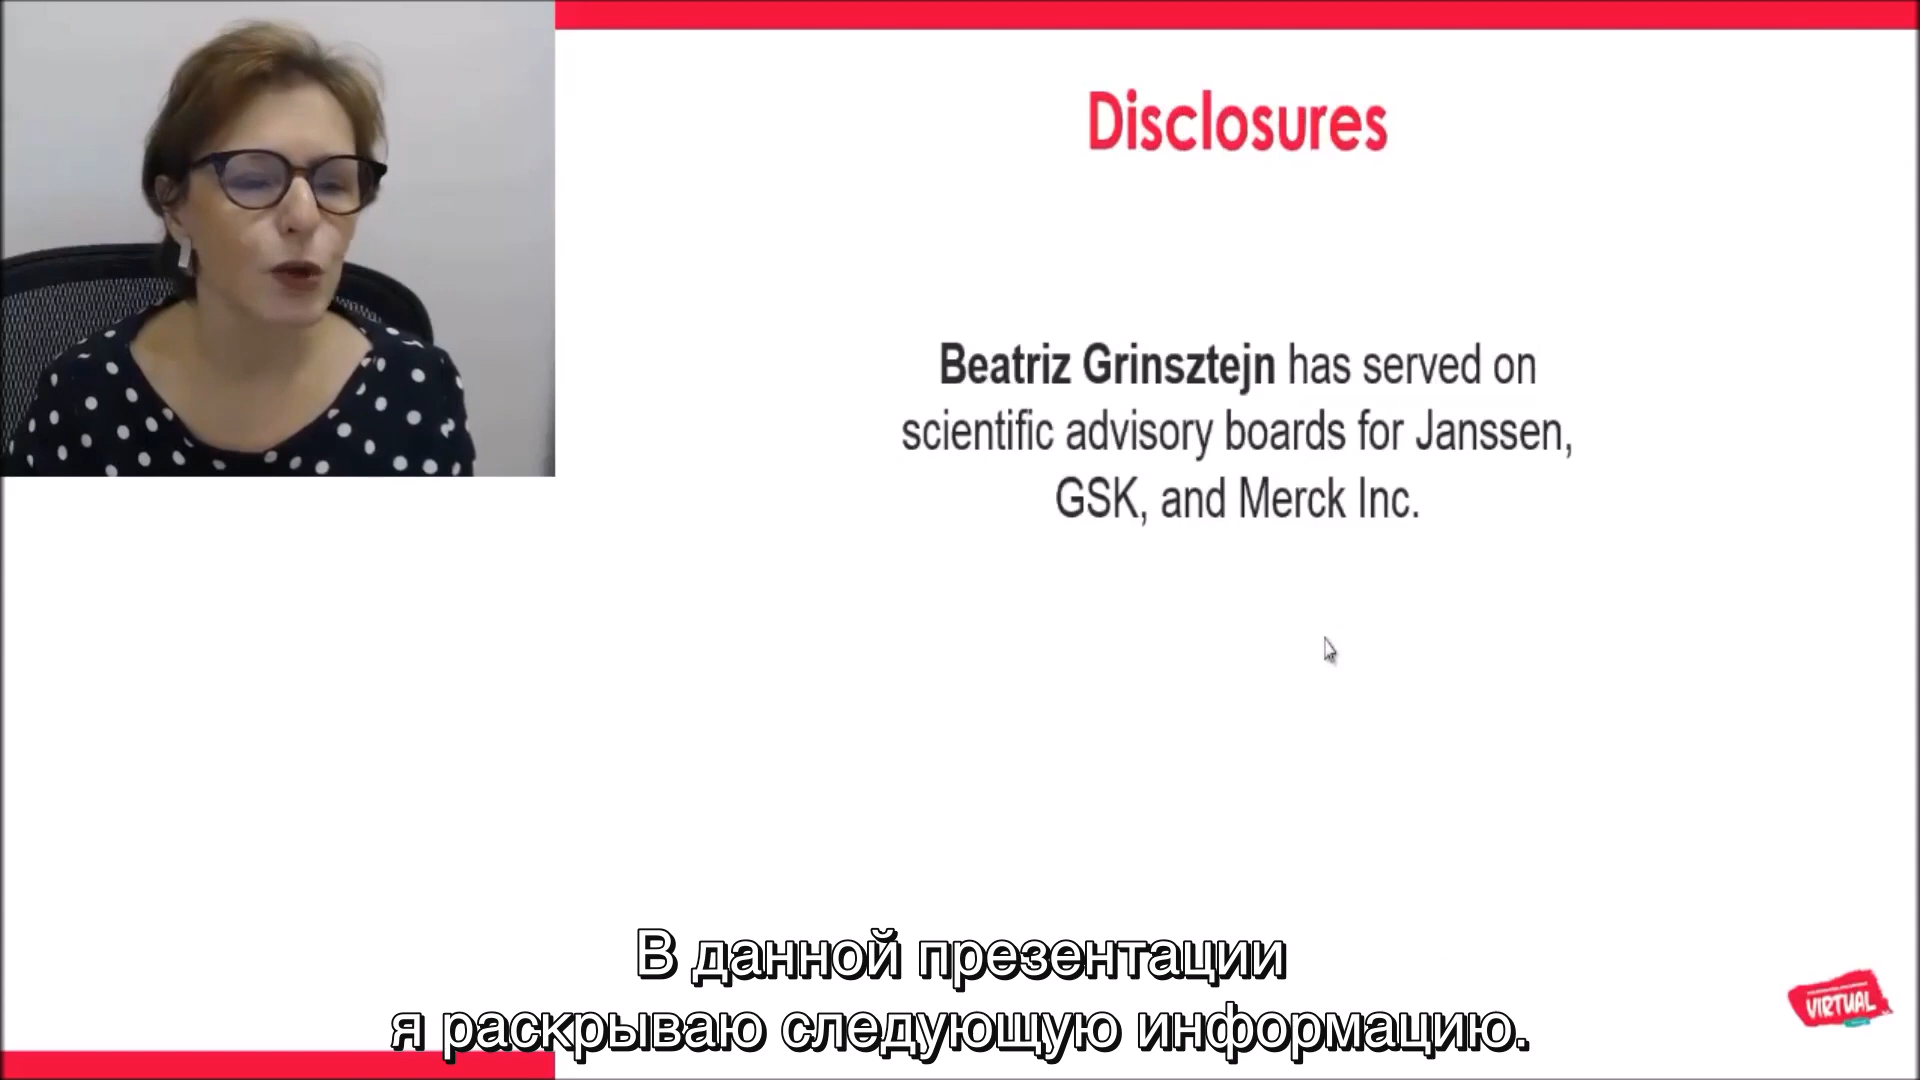 Disclosures
Beatriz Grinsztejn has served on
scientific advisory boards for Janssen,
GSK, and Merck Inc.
В данной презентации
я раскрываю следующую информацию.
VIRTUAL